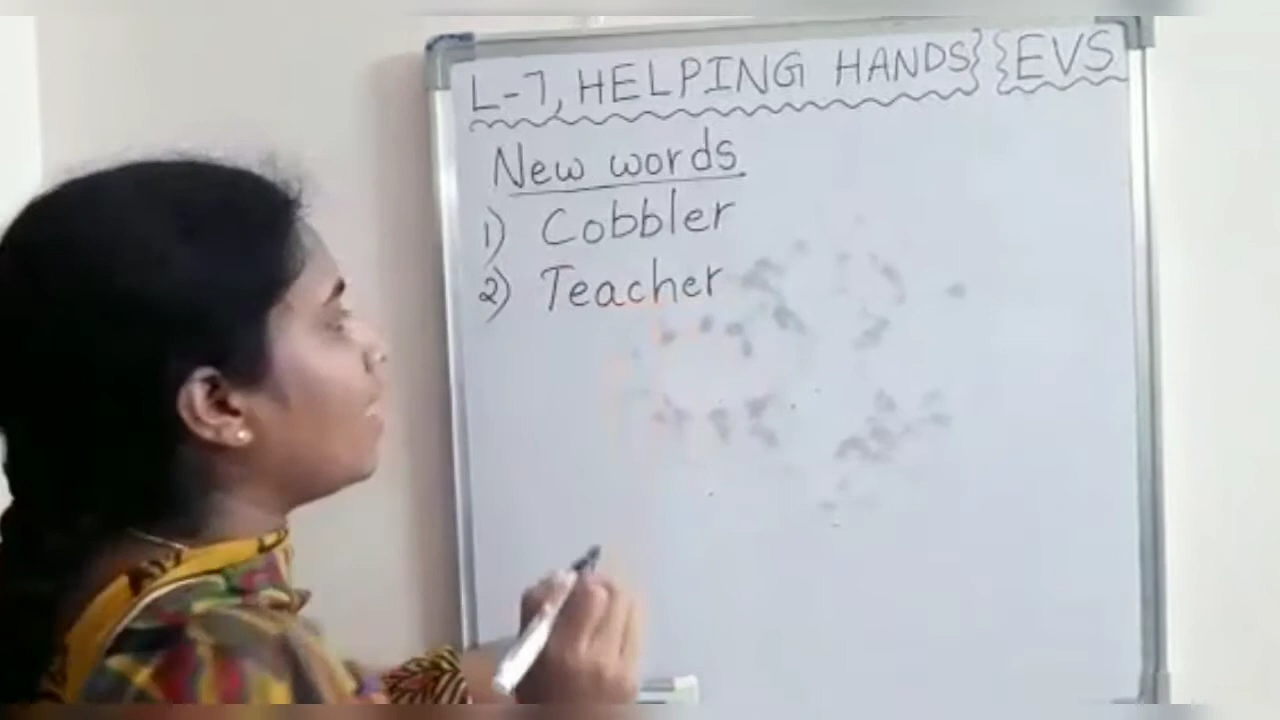 L-7, HELPING HANDS} {EVS
New words
1) Cobbler
2) Teacher